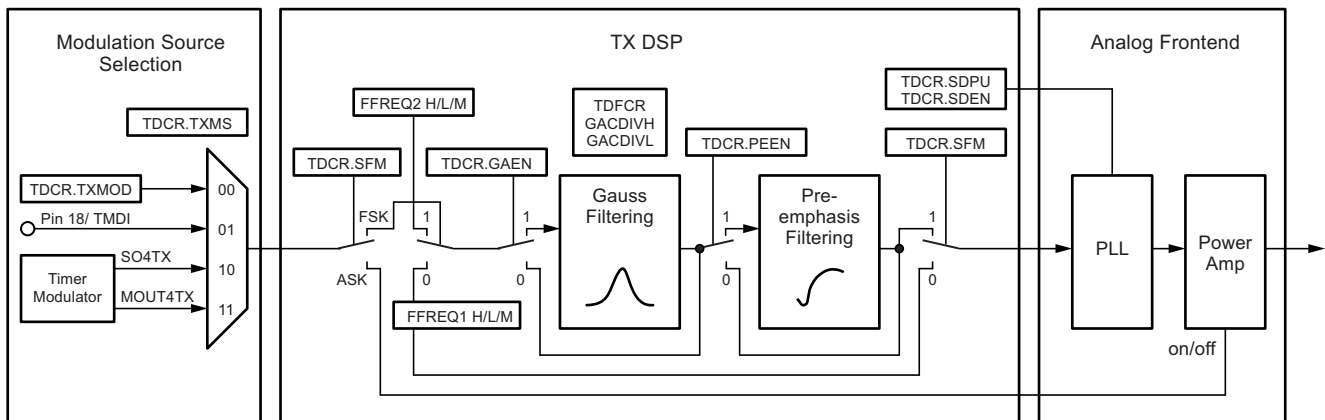 Modulation Source
Selection
TDCR.TXMS
TDCR.TXMOD
Pin 18/ TMDI
SO4TX
Timer
Modulator
MOUT4TX
00
01
10
11
TX DSP
FFREQ2 H/L/M
TDCR.SFM
TDCR.GAEN
TDFCR
GACDIVH
GACDIVL
TDCR.PEEN
TDCR.SDPU
TDCR.SDEN
TDCR.SFM
FSK
ASK
1
0
FFREQ1 H/L/M
1
0
Gauss
Filtering
1
0
Pre-
emphasis
Filtering
1
0
Analog Frontend
PLL
Power
Amp
on/off